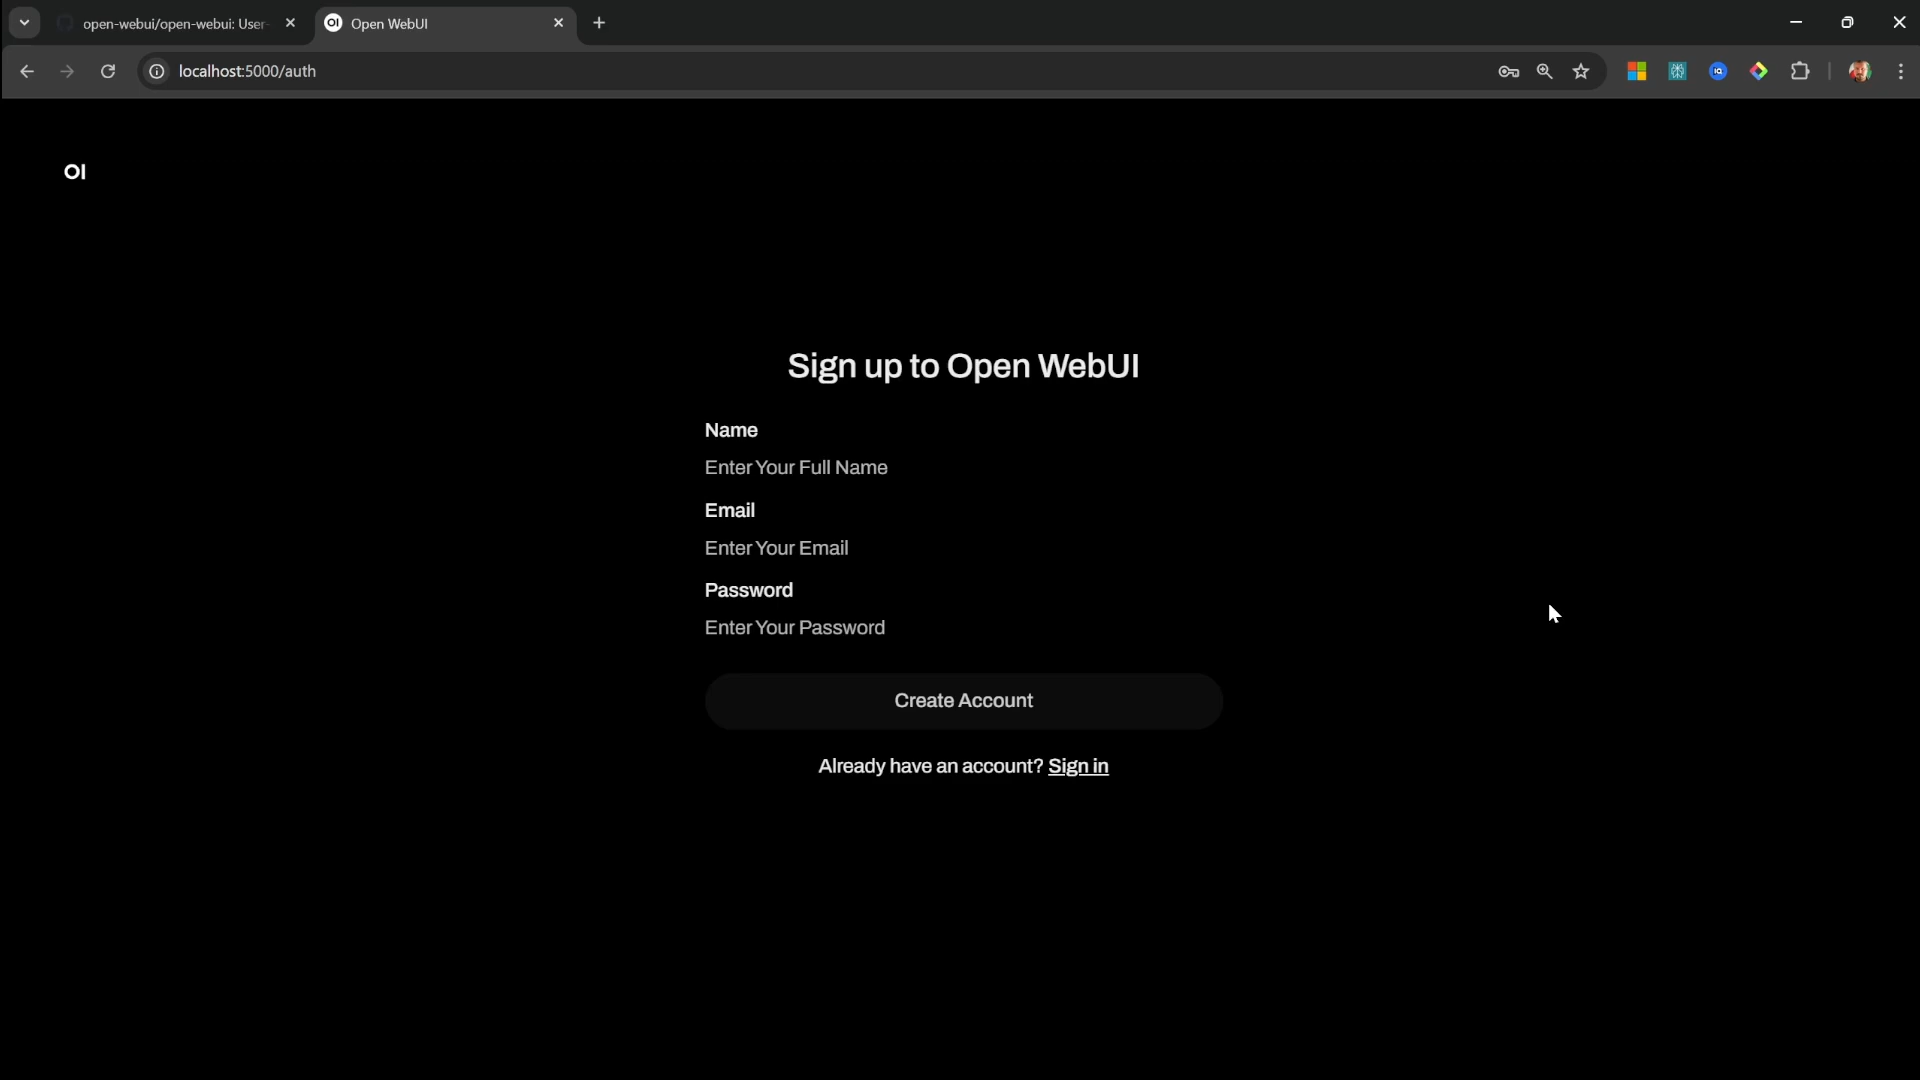 open-webui/open-webui: User-
OI Open WebUI
localhost:5000/auth
OI
Sign up to Open WebUI
Name
Enter Your Full Name
Email
Enter Your Email
Password
Enter Your Password
Create Account
Already have an account? Sign in